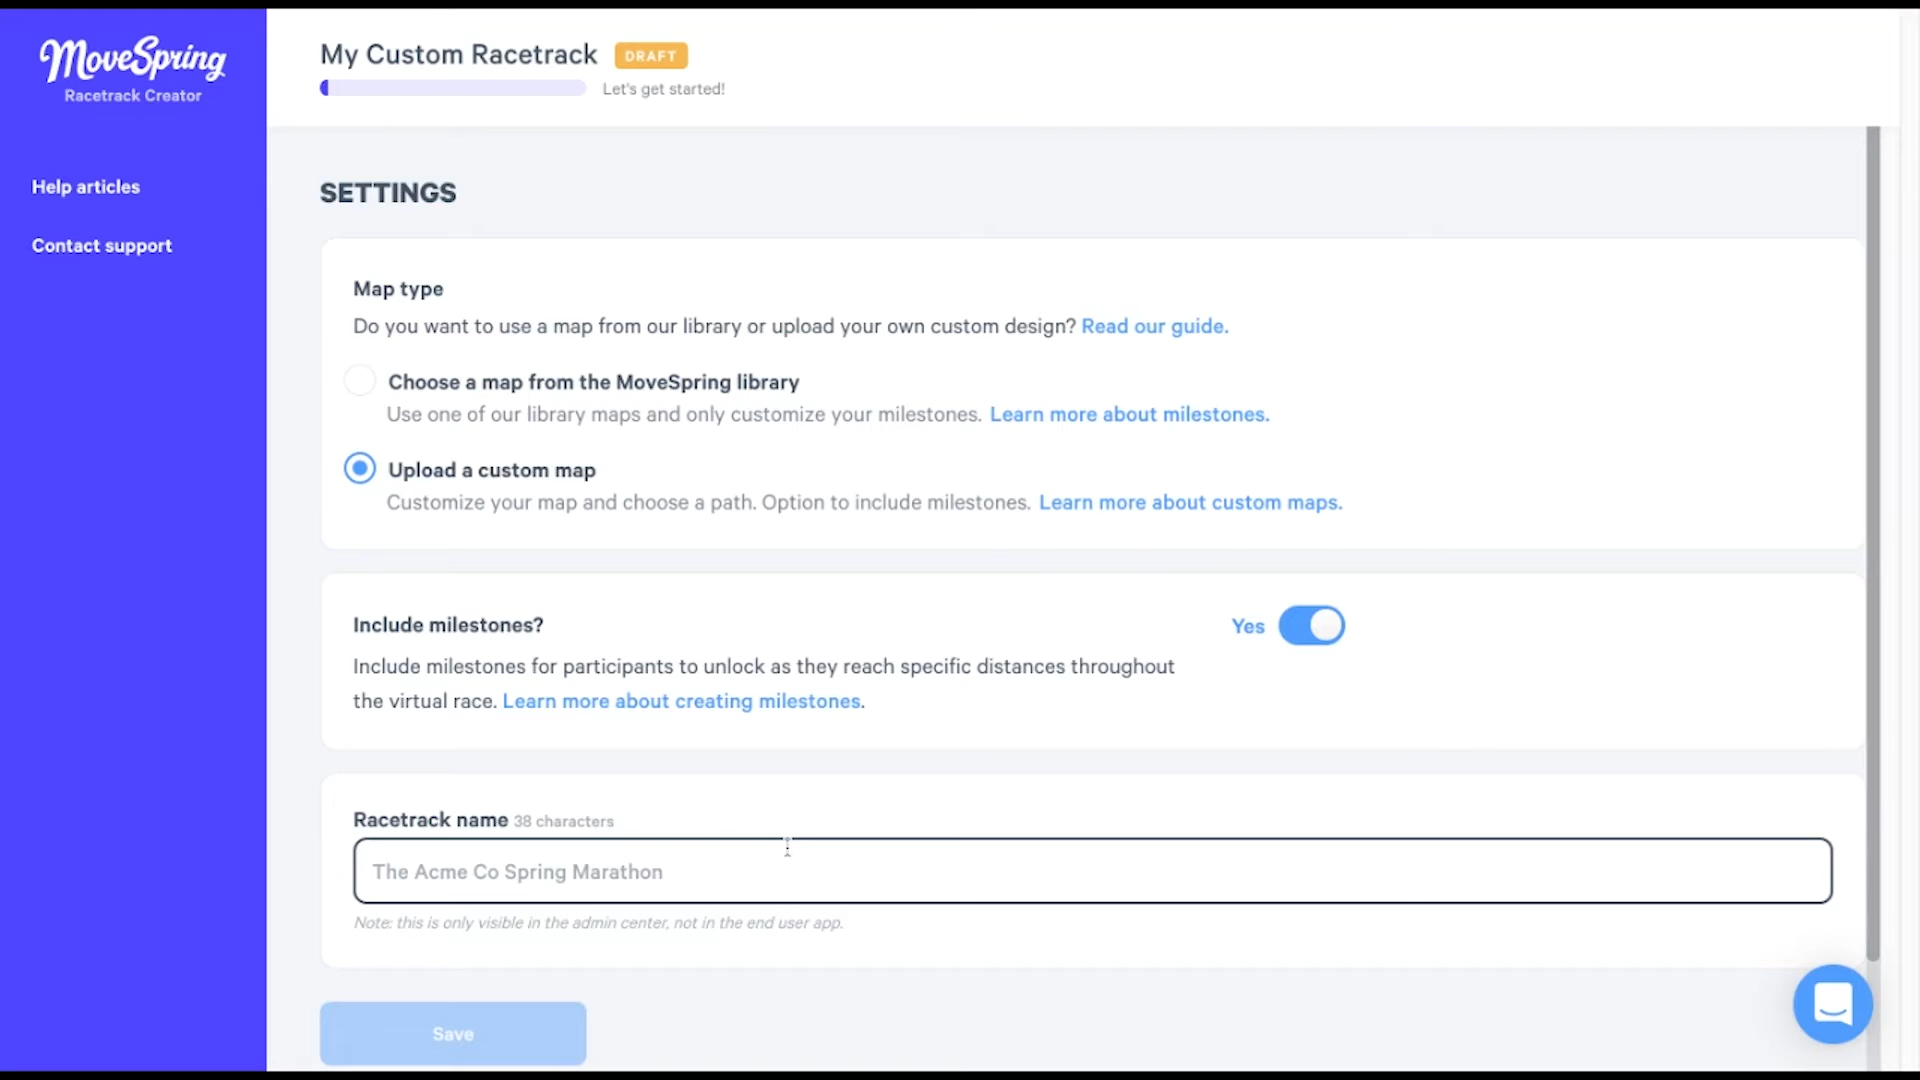 MoveSpring
Racetrack Creator
Help articles
Contact support
My Custom Racetrack DRAFT
Let's get started!
SETTINGS
Map type
Do you want to use a map from our library or upload your own custom design? Read our guide.
Choose a map from the MoveSpring library
Use one of our library maps and only customize your milestones. Learn more about milestones.
Upload a custom map
Customize your map and choose a path. Option to include milestones. Learn more about custom maps.
Include milestones? Yes
Include milestones for participants to unlock as they reach specific distances throughout
the virtual race. Learn more about creating milestones.
Racetrack name 38 characters
The Acme Co Spring Marathon
Note: this is only visible in the admin center, not in the end user app.
Save